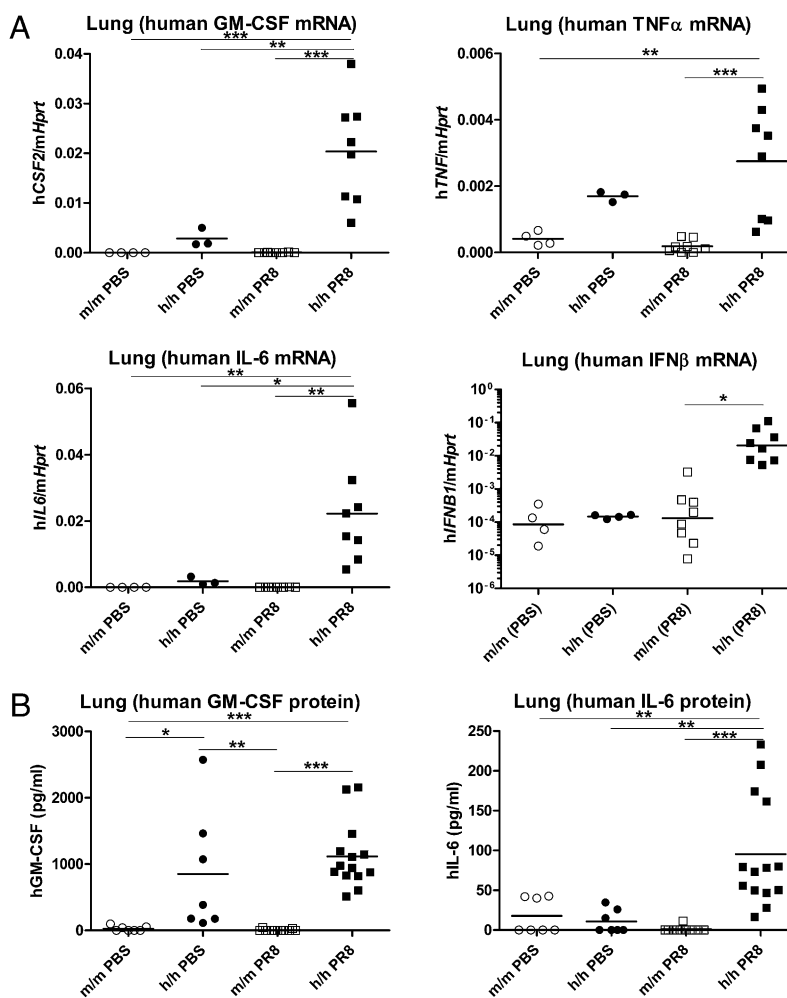 A
Lung (human GM-CSF mRNA)
***
**
***
0.04
0.03
0.02
0.01
0.00
hCSF2/mHprt
m/m PBS
h/h PBS
m/m PR8
h/h PR8
Lung (human TNFα mRNA)
**
***
0.006
0.004
0.002
0.000
hTNF/mHprt
m/m PBS
h/h PBS
m/m PR8
h/h PR8
Lung (human IL-6 mRNA)
**
*
**
0.06
0.04
0.02
0.00
hIL6/mHprt
m/m PBS
h/h PBS
m/m PR8
h/h PR8
Lung (human IFNβ mRNA)
*
10⁰
10⁻¹
10⁻²
10⁻³
10⁻⁴
10⁻⁵
10⁻⁶
hIFNB1/mHprt
m/m (PBS)
h/h (PBS)
m/m (PR8)
h/h (PR8)
B
Lung (human GM-CSF protein)
***
*
**
***
3000
2000
1000
0
hGM-CSF (pg/ml)
m/m PBS
h/h PBS
m/m PR8
h/h PR8
Lung (human IL-6 protein)
**
**
***
250
200
150
100
50
0
hIL-6 (pg/ml)
m/m PBS
h/h PBS
m/m PR8
h/h PR8